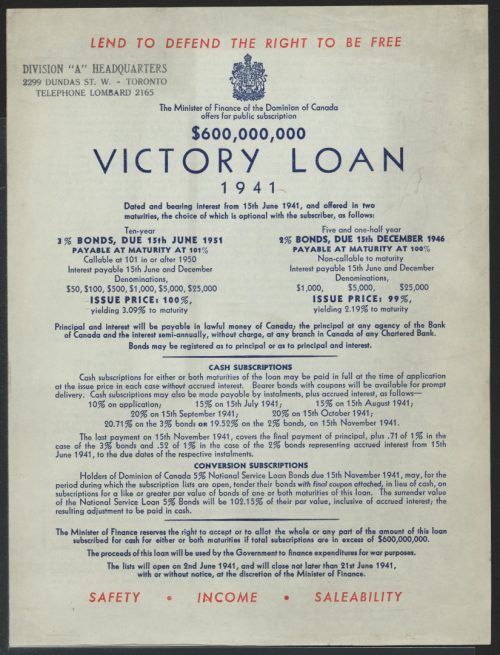 LEND TO DEFEND THE RIGHT TO BE FREE
DIVISION "A" HEADQUARTERS
2299 DUNDAS ST. W. - TORONTO
TELEPHONE LOMBARD 2165
The Minister of Finance of the Dominion of Canada
offers for public subscription
$600,000,000
VICTORY LOAN
1941
Dated and bearing interest from 15th June 1941, and offered in two
maturities, the choice of which is optional with the subscriber, as follows:
Ten-year
3% BONDS, DUE 15th JUNE 1951
PAYABLE AT MATURITY AT 101%
Callable at 101 in or after 1950
Interest payable 15th June and December
Denominations,
$50, $100, $500, $1,000, $5,000, $25,000
ISSUE PRICE: 100%,
yielding 3.09% to maturity
Five and one-half year
2% BONDS, DUE 15th DECEMBER 1946
PAYABLE AT MATURITY AT 100%
Non-callable to maturity
Interest payable 15th June and December
Denominations,
$1,000, $5,000, $25,000
ISSUE PRICE: 99%,
yielding 2.19% to maturity
Principal and interest will be payable in lawful money of Canada; the principal at any agency of the Bank
of Canada and the interest semi-annually, without charge, at any branch in Canada of any Chartered Bank.
Bonds may be registered as to principal or as to principal and interest.
CASH SUBSCRIPTIONS
Cash subscriptions for either or both maturities of the loan may be paid in full at the time of application
at the issue price in each case without accrued interest. Bearer bonds with coupons will be available for prompt
delivery. Cash subscriptions may also be made payable by instalments, plus accrued interest, as follows—
10% on application; 15% on 15th July 1941; 15% on 15th August 1941;
20% on 15th September 1941; 20% on 15th October 1941;
20.71% on the 3% bonds OR 19.52% on the 2% bonds, on 15th November 1941.
The last payment on 15th November 1941, covers the final payment of principal, plus .71 of 1% in the
case of the 3% bonds and .52 of 1% in the case of the 2% bonds representing accrued interest from 15th
June 1941, to the due dates of the respective instalments.
CONVERSION SUBSCRIPTIONS
Holders of Dominion of Canada 5% National Service Loan Bonds due 15th November 1941, may, for the
period during which the subscription lists are open, tender their bonds with final coupon attached, in lieu of cash, on
subscriptions for a like or greater par value of bonds of one or both maturities of this loan. The surrender value
of the National Service Loan 5% Bonds will be 102.15% of their par value, inclusive of accrued interest; the
resulting adjustment to be paid in cash.
The Minister of Finance reserves the right to accept or to allot the whole or any part of the amount of this loan
subscribed for cash for either or both maturities if total subscriptions are in excess of $600,000,000.
The proceeds of this loan will be used by the Government to finance expenditures for war purposes.
The lists will open on 2nd June 1941, and will close not later than 21st June 1941,
with or without notice, at the discretion of the Minister of Finance.
SAFETY • INCOME • SALEABILITY